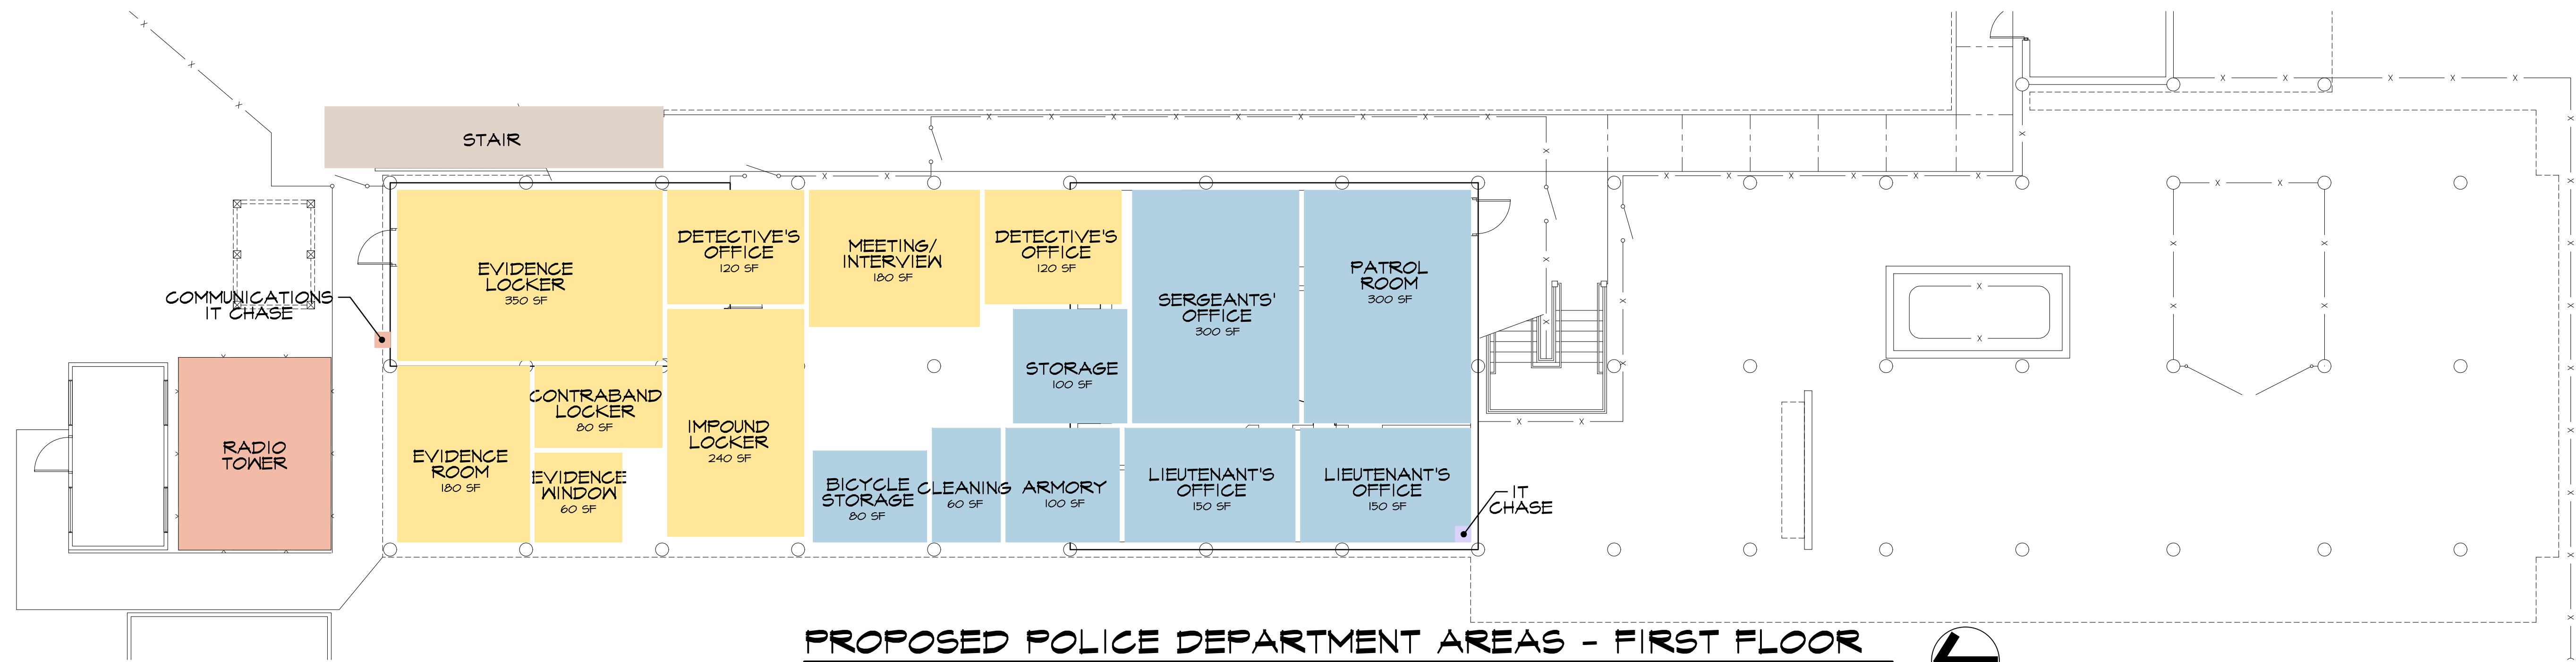 STAIR
DETECTIVE'S
OFFICE
120 SF
MEETING/
INTERVIEW
180 SF
DETECTIVE'S
OFFICE
120 SF
EVIDENCE
LOCKER
350 SF
SERGEANTS'
OFFICE
300 SF
PATROL
ROOM
300 SF
COMMUNICATIONS
IT CHASE
STORAGE
100 SF
CONTRABAND
LOCKER
80 SF
IMPOUND
LOCKER
240 SF
RADIO
TOWER
EVIDENCE
ROOM
180 SF
EVIDENCE
WINDOW
60 SF
BICYCLE
STORAGE
80 SF
CLEANING
60 SF
ARMORY
100 SF
LIEUTENANT'S
OFFICE
150 SF
LIEUTENANT'S
OFFICE
150 SF
IT
CHASE
PROPOSED POLICE DEPARTMENT AREAS - FIRST FLOOR